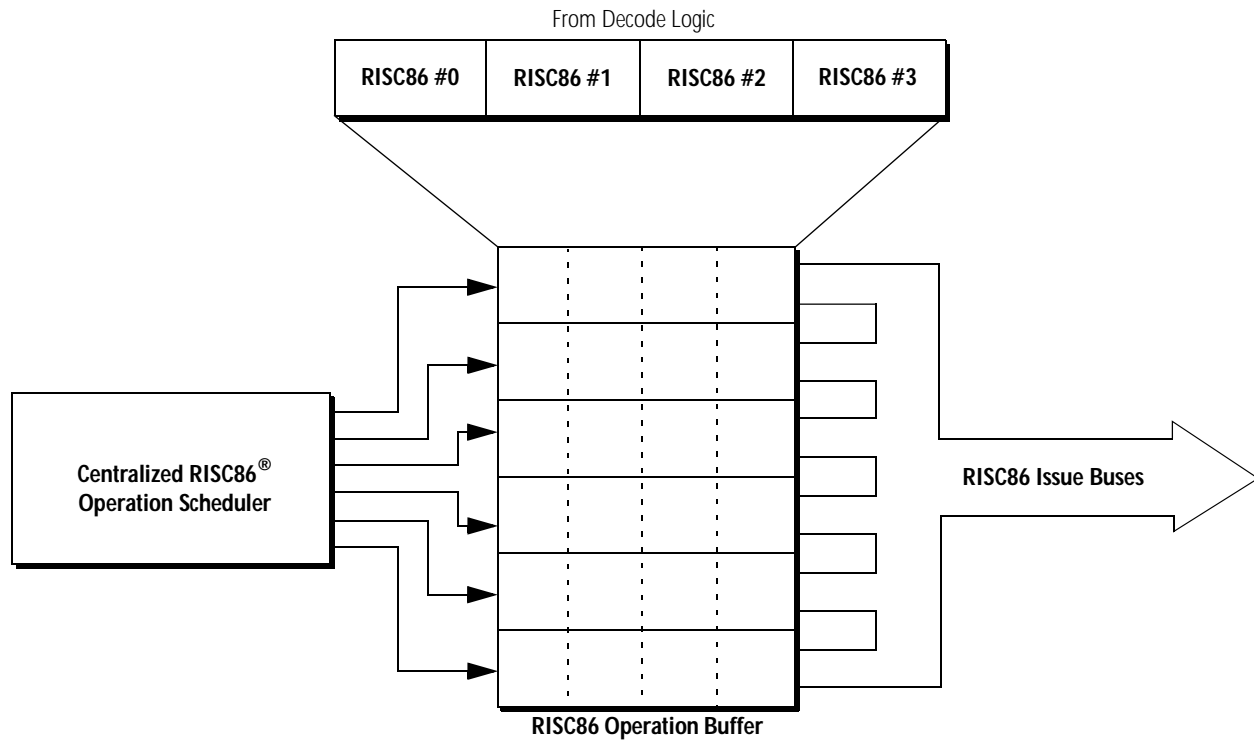 From Decode Logic
RISC86 #0 RISC86 #1 RISC86 #2 RISC86 #3
Centralized RISC86®
Operation Scheduler
RISC86 Issue Buses
RISC86 Operation Buffer